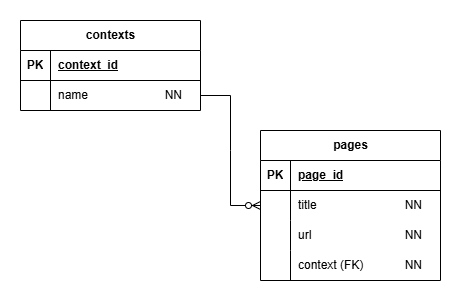 contexts
PK context_id
name NN
pages
PK page_id
title NN
url NN
context (FK) NN